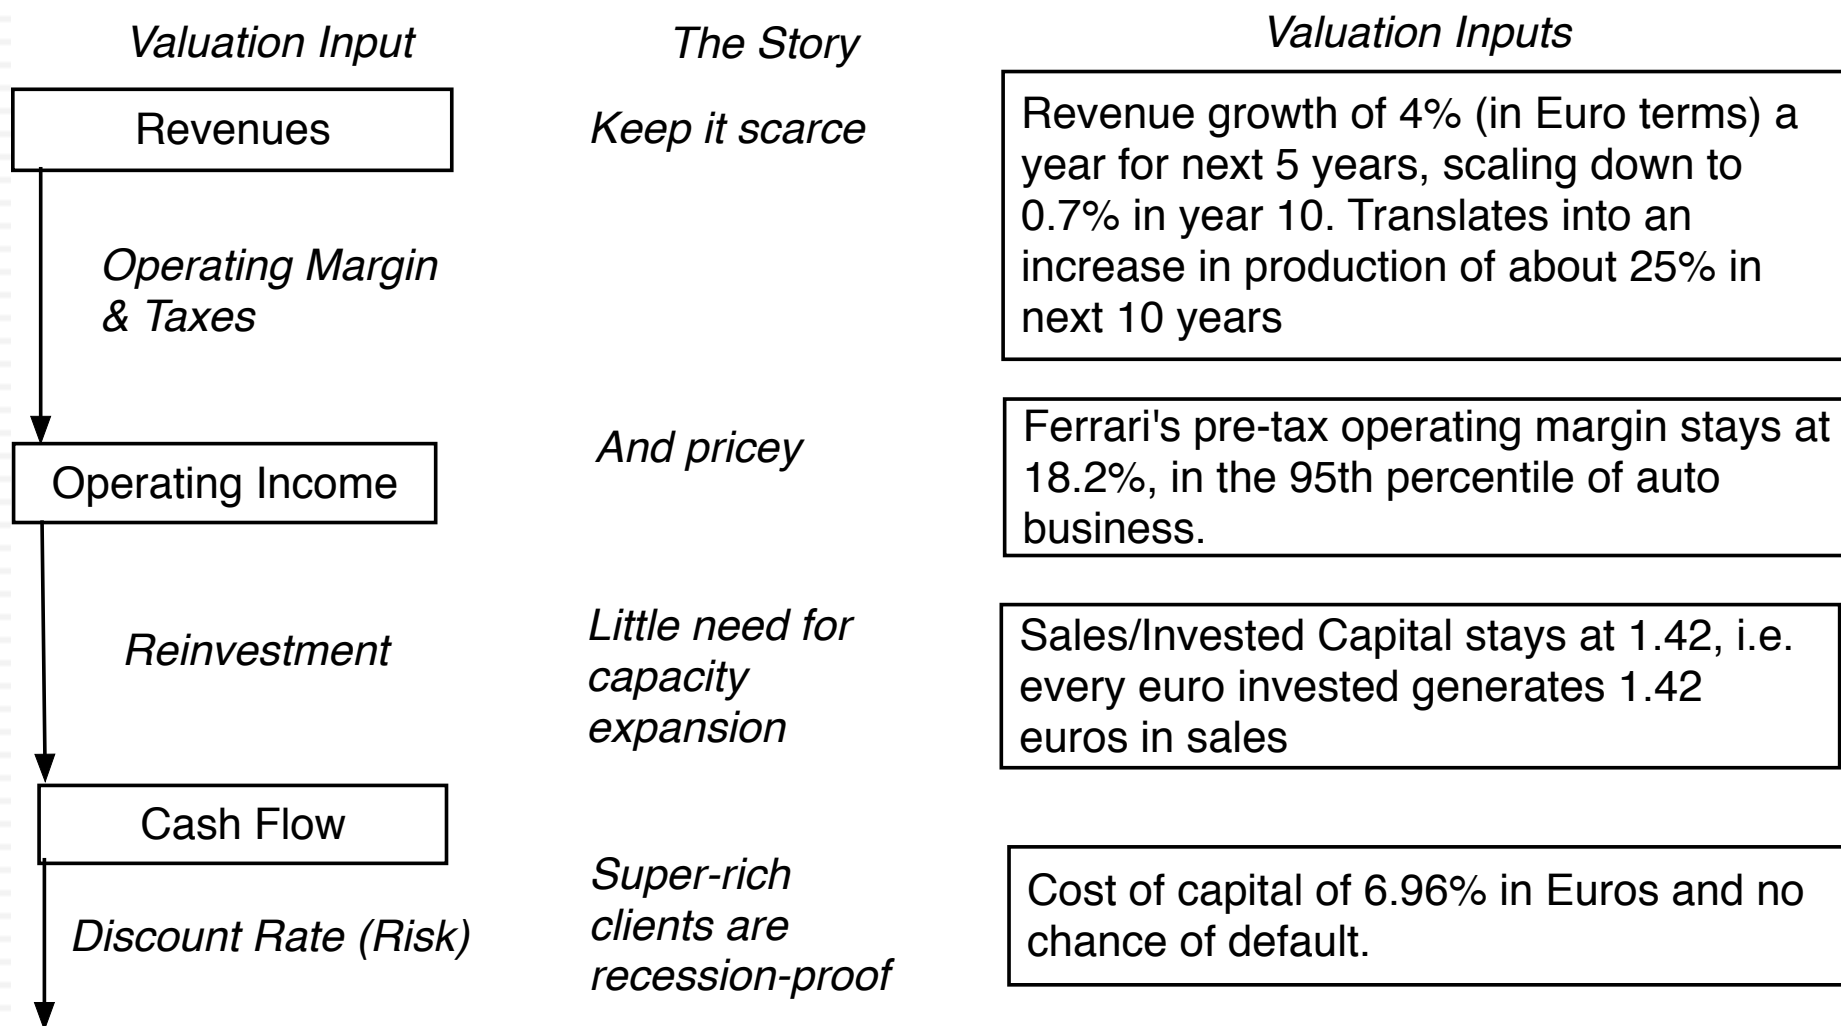 Valuation Input
The Story
Valuation Inputs
Revenues
Keep it scarce
Revenue growth of 4% (in Euro terms) a
year for next 5 years, scaling down to
0.7% in year 10. Translates into an
increase in production of about 25% in
next 10 years
Operating Margin
& Taxes
Operating Income
And pricey
Ferrari's pre-tax operating margin stays at
18.2%, in the 95th percentile of auto
business.
Reinvestment
Little need for
capacity
expansion
Sales/Invested Capital stays at 1.42, i.e.
every euro invested generates 1.42
euros in sales
Cash Flow
Discount Rate (Risk)
Super-rich
clients are
recession-proof
Cost of capital of 6.96% in Euros and no
chance of default.